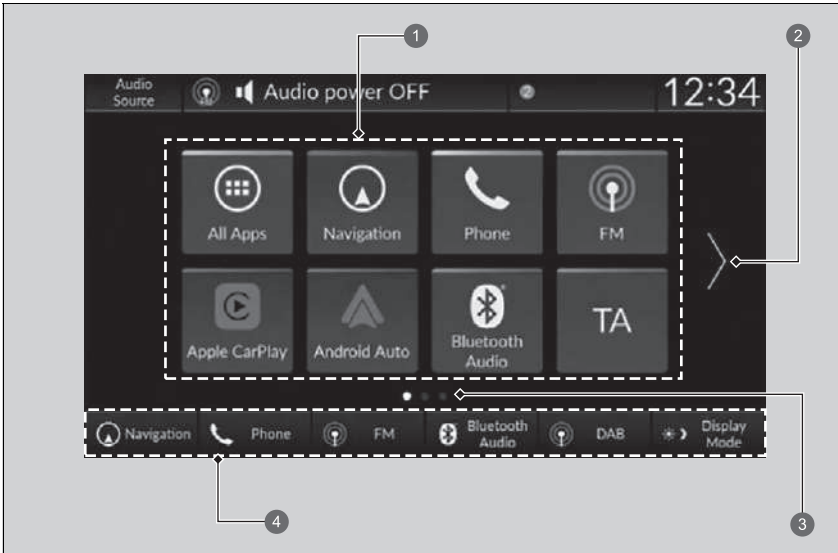 1
2
Audio
Source
Audio power OFF
12:34
All Apps
Navigation
Phone
FM
Apple CarPlay
Android Auto
Bluetooth
Audio
TA
Navigation
Phone
FM
Bluetooth
Audio
DAB
Display
Mode
4
3